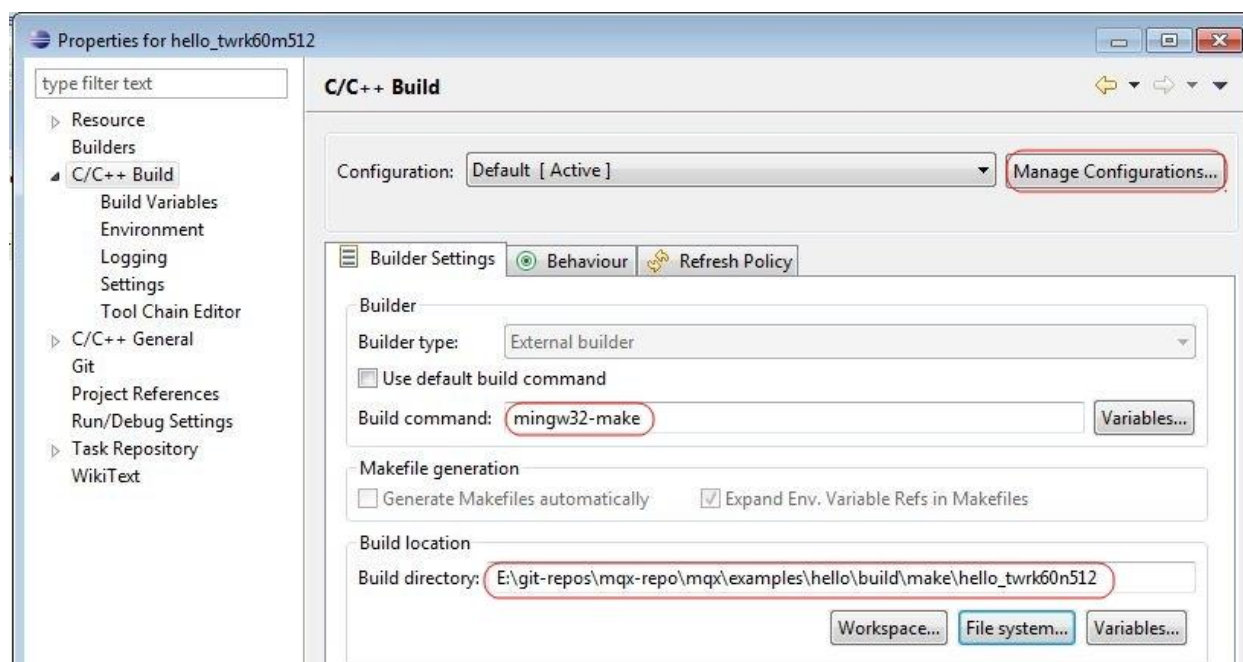 Properties for hello_twrk60m512
type filter text
Resource
Builders
C/C++ Build
Build Variables
Environment
Logging
Settings
Tool Chain Editor
C/C++ General
Git
Project References
Run/Debug Settings
Task Repository
WikiText
C/C++ Build
Configuration: Default [ Active ] Manage Configurations...
Builder Settings Behaviour Refresh Policy
Builder
Builder type: External builder
Use default build command
Build command: mingw32-make Variables...
Makefile generation
Generate Makefiles automatically Expand Env. Variable Refs in Makefiles
Build location
Build directory: E:\git-repos\mqx-repo\mqx\examples\hello\build\make\hello_twrk60n512
Workspace... File system... Variables...